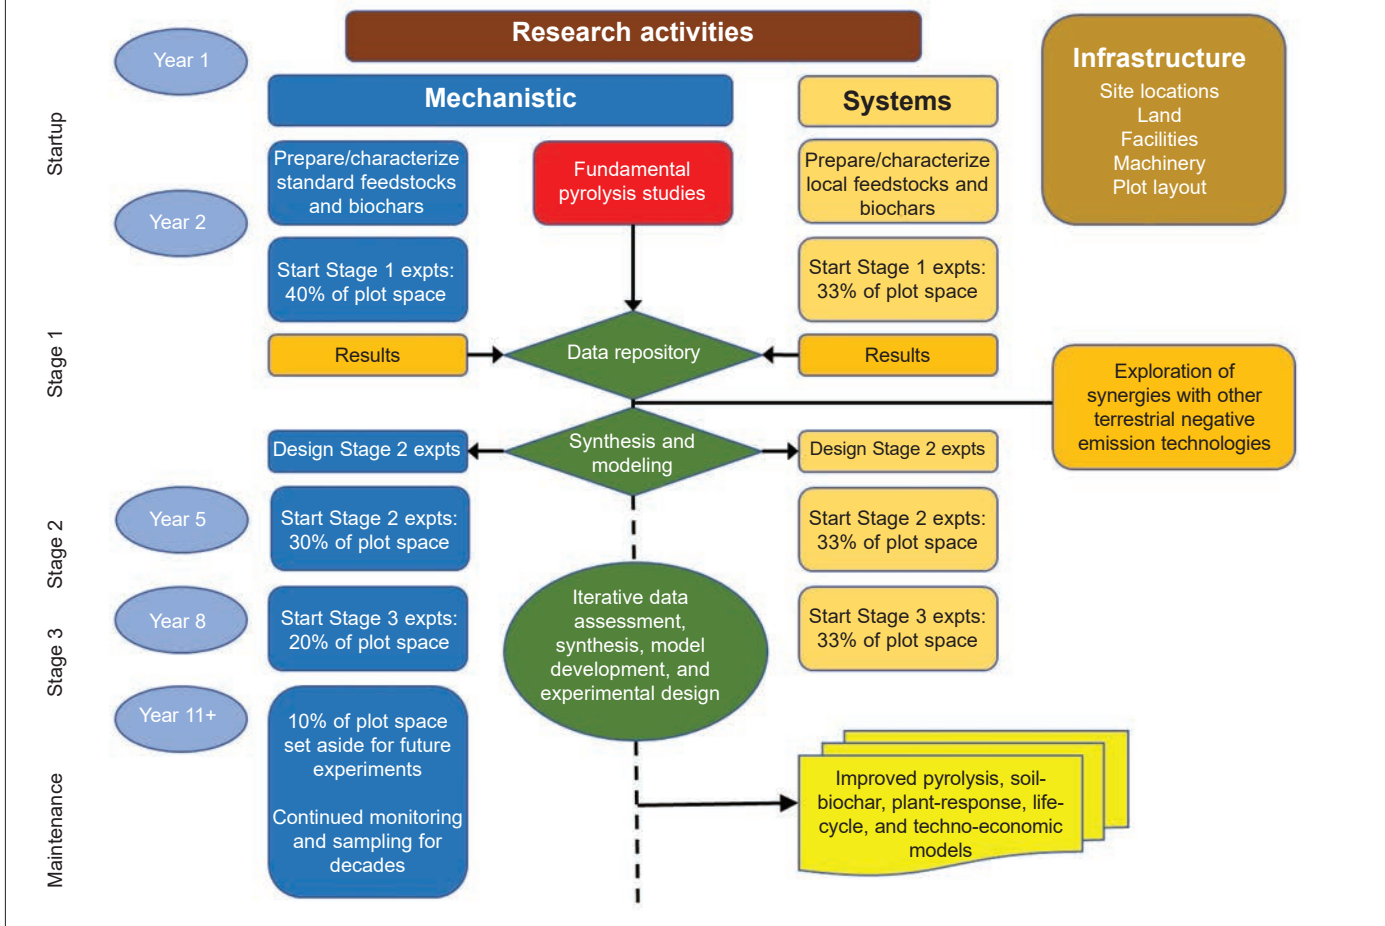 Research activities
Year 1
Mechanistic
Systems
Infrastructure
Site locations
Land
Facilities
Machinery
Plot layout
Startup
Prepare/characterize
standard feedstocks
and biochars
Fundamental
pyrolysis studies
Prepare/characterize
local feedstocks and
biochars
Year 2
Start Stage 1 expts:
40% of plot space
Start Stage 1 expts:
33% of plot space
Stage 1
Results
Data repository
Results
Exploration of
synergies with other
terrestrial negative
emission technologies
Design Stage 2 expts
Synthesis and
modeling
Design Stage 2 expts
Year 5
Stage 2
Start Stage 2 expts:
30% of plot space
Start Stage 2 expts:
33% of plot space
Year 8
Stage 3
Start Stage 3 expts:
20% of plot space
Iterative data
assessment,
synthesis, model
development, and
experimental design
Start Stage 3 expts:
33% of plot space
Year 11+
Maintenance
10% of plot space
set aside for future
experiments
Continued monitoring
and sampling for
decades
Improved pyrolysis, soil-
biochar, plant-response, life-
cycle, and techno-economic
models